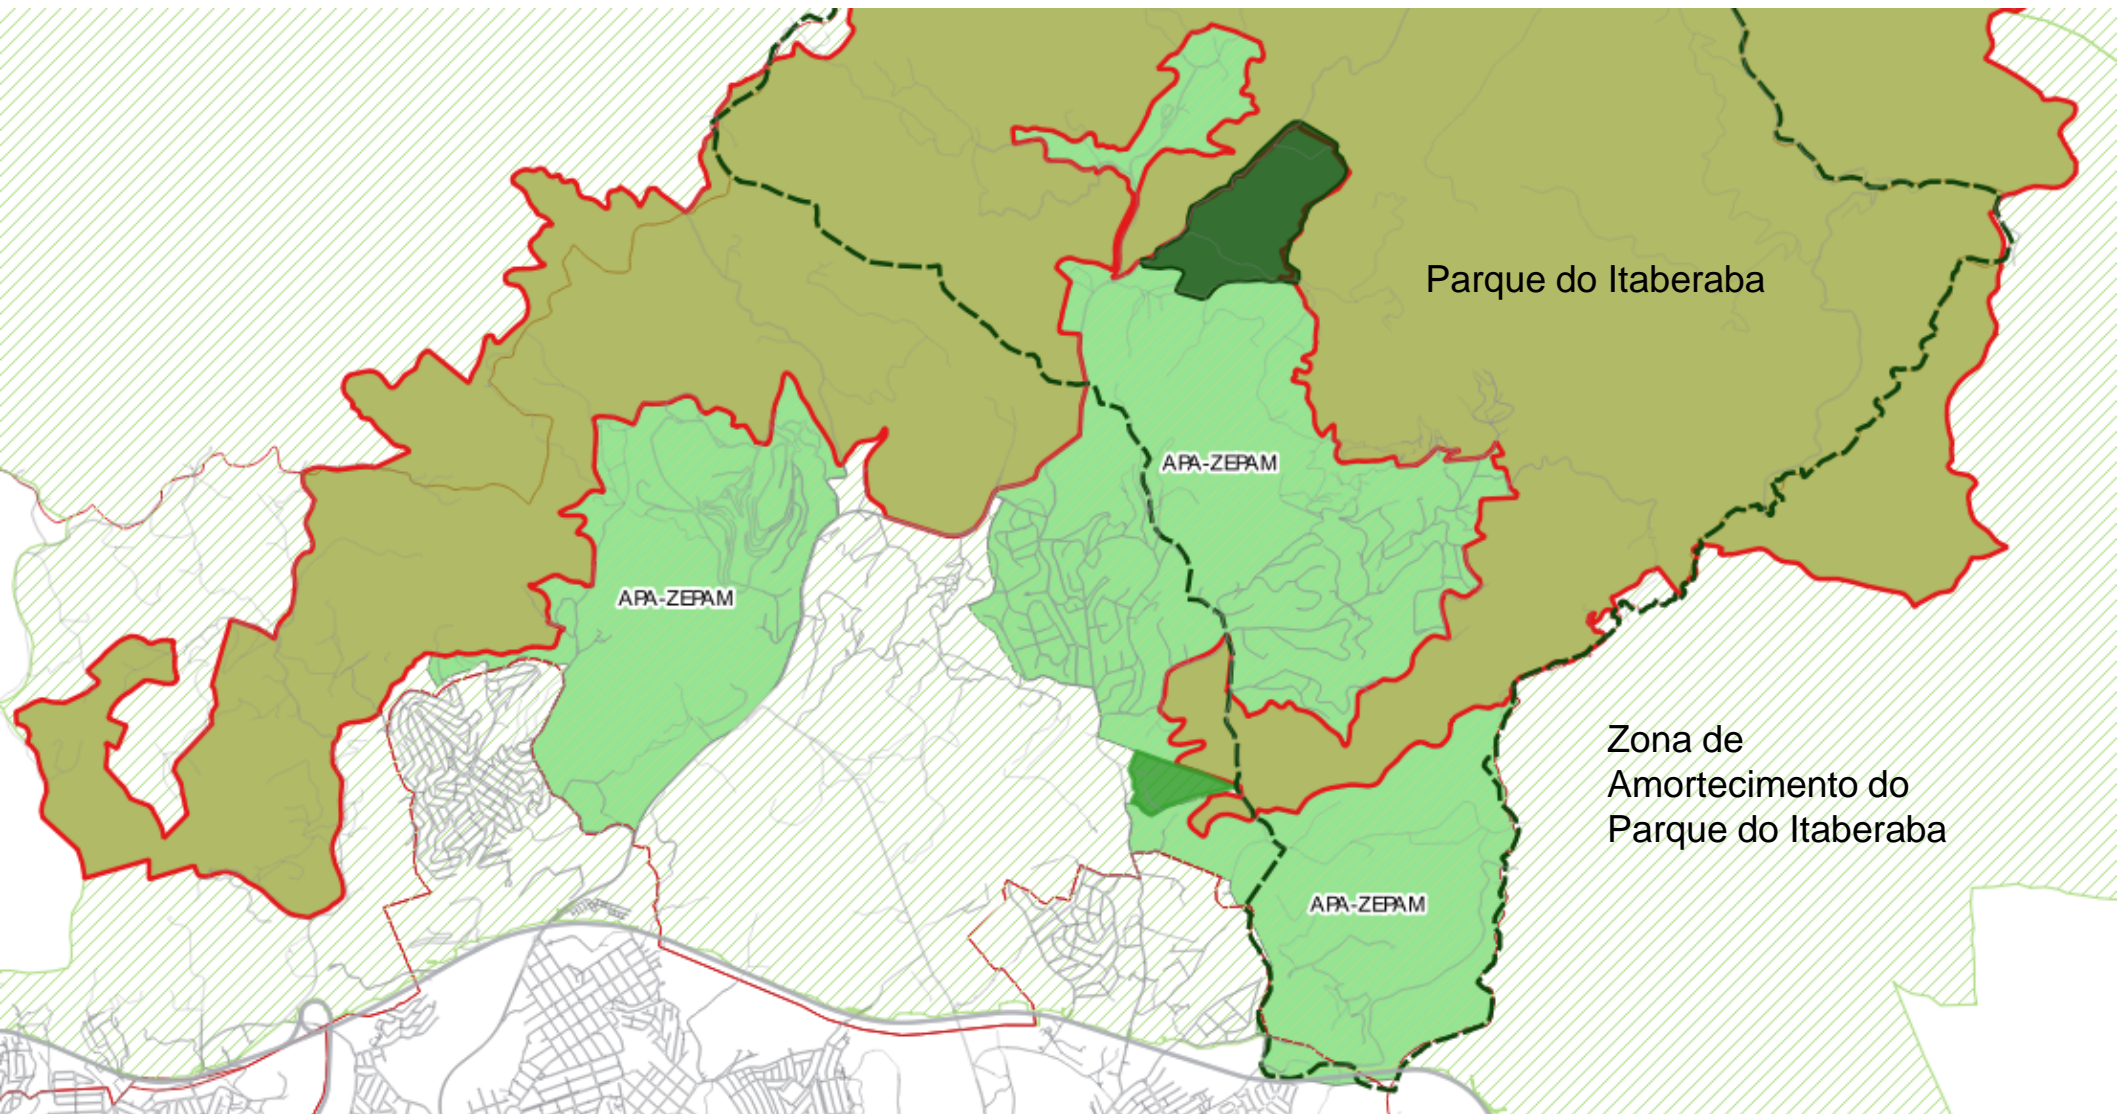 Parque do Itaberaba
APA-ZEPAM
APA-ZEPAM
Zona de
Amortecimento do
Parque do Itaberaba
APA-ZEPAM